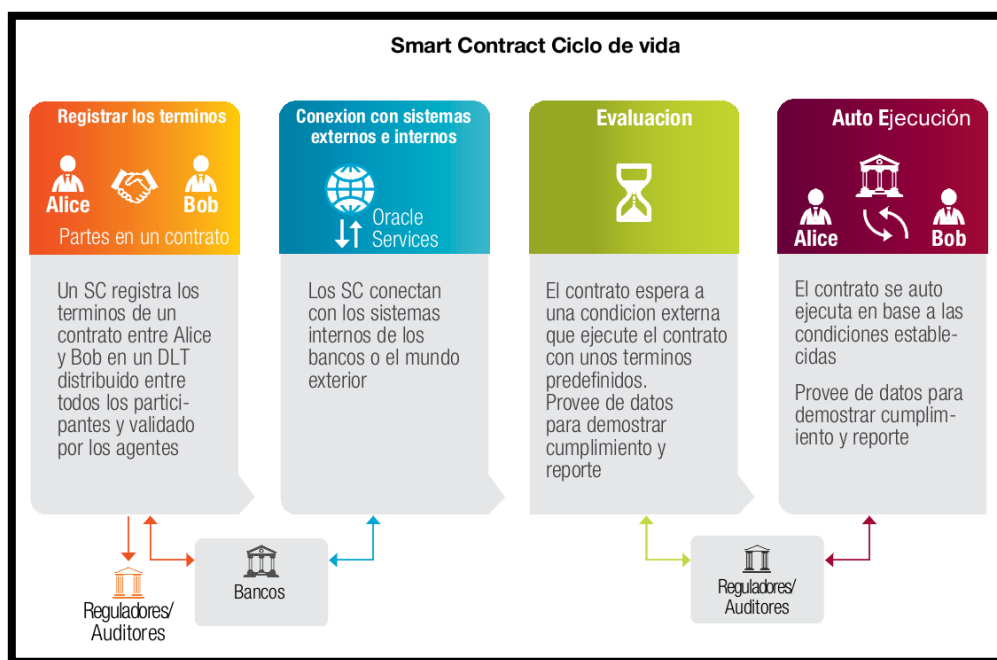 Smart Contract Ciclo de vida
Registrar los terminos
Alice
Bob
Partes en un contrato
Un SC registra los
terminos de un
contrato entre Alice
y Bob en un DLT
distribuido entre
todos los partici-
pantes y validado
por los agentes
Conexion con sistemas
externos e internos
Oracle
Services
Los SC conectan
con los sistemas
internos de los
bancos o el mundo
exterior
Evaluacion
El contrato espera a
una condicion externa
que ejecute el contrato
con unos terminos
predefinidos.
Provee de datos
para demostrar
cumplimiento y
reporte
Auto Ejecución
Alice
Bob
El contrato se auto
ejecuta en base a las
condiciones estable-
cidas
Provee de datos para
demostrar cumplim-
iento y reporte
Reguladores/
Auditores
Bancos
Reguladores/
Auditores